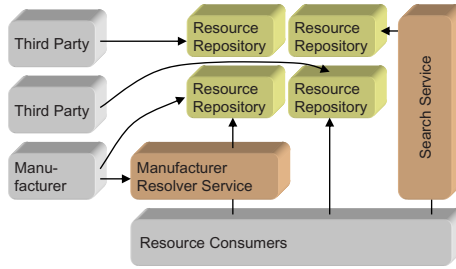 Third Party
Resource
Repository
Resource
Repository
Third Party
Resource
Repository
Resource
Repository
Search Service
Manu-
facturer
Manufacturer
Resolver Service
Resource Consumers